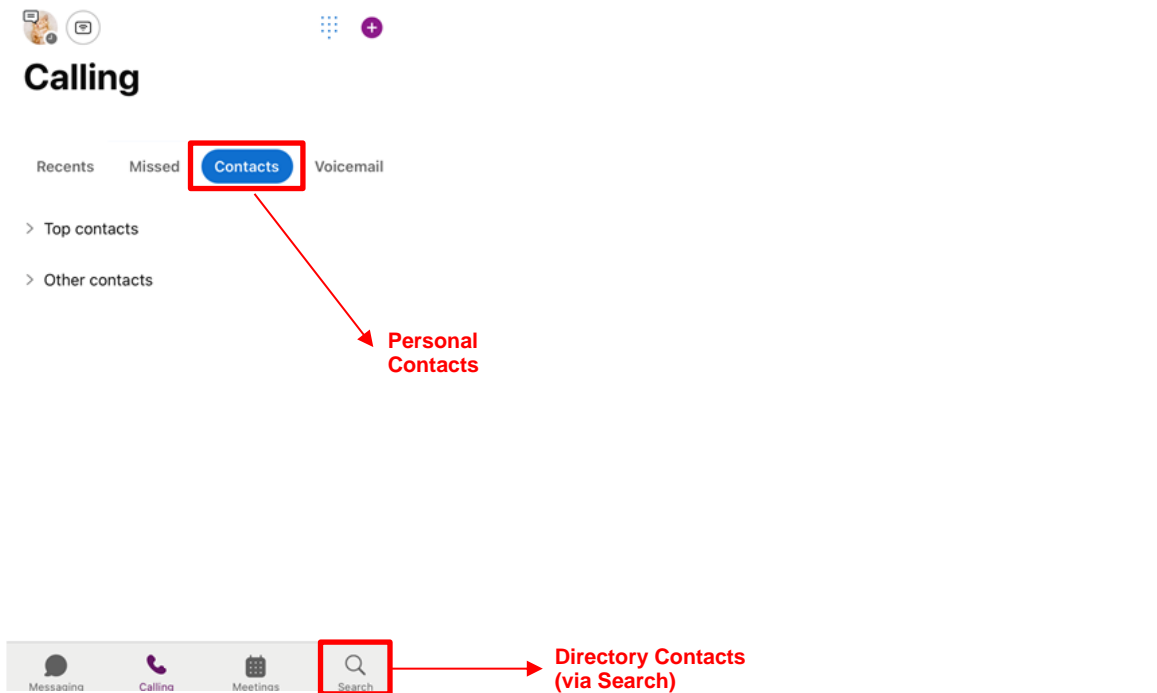 Calling
Recents Missed Contacts Voicemail
> Top contacts
> Other contacts
Personal
Contacts
Messaging Calling Meetings Search
Directory Contacts
(via Search)